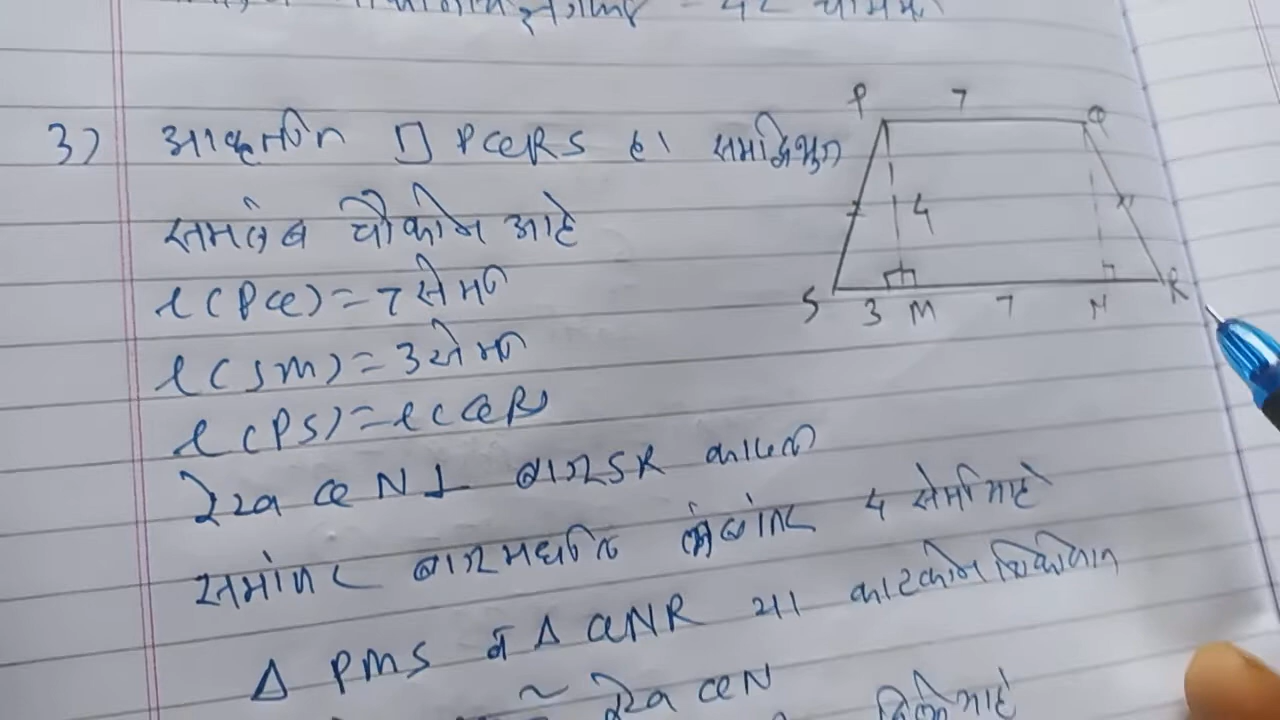 3) आकृतीत □ PQRS हा समद्विभुज
समलंब चौकोन आहे
P 7 Q
4
S 3 M 7 N R
l(PQ)=7 सेमी
l(SM)=3 सेमी
l(PS)=l(QR)
रेख QN ⊥ बाजू SR काढली
समांतर बाजूमधील अंतर 4 सेमी आहे
Δ PMS व Δ QNR या काटकोन त्रिकोणात
≅ रेख QN